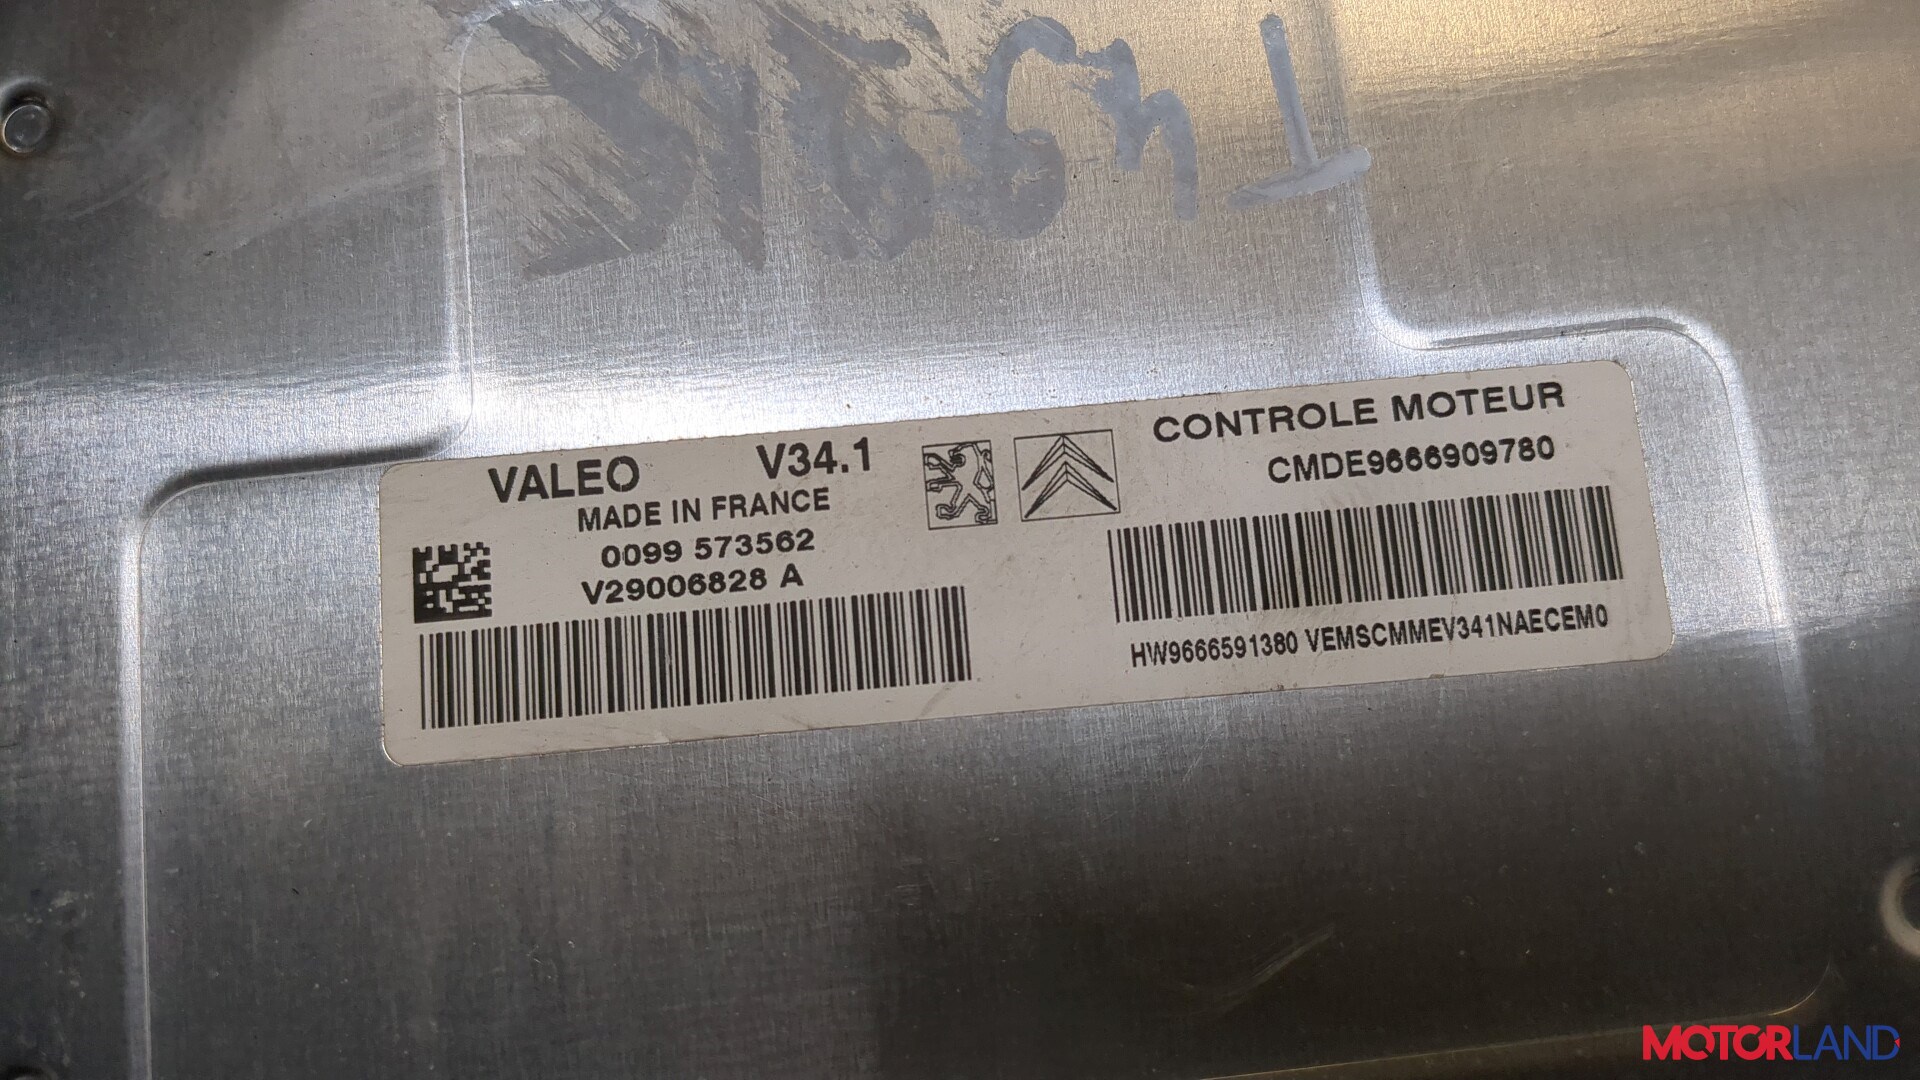 VALEO V34.1
MADE IN FRANCE
0099 573562
V29006828 A
CONTROLE MOTEUR
CMDE9666909780
HW9666591380 VEMSCMMEV341NAECEM0
MOTORLAND